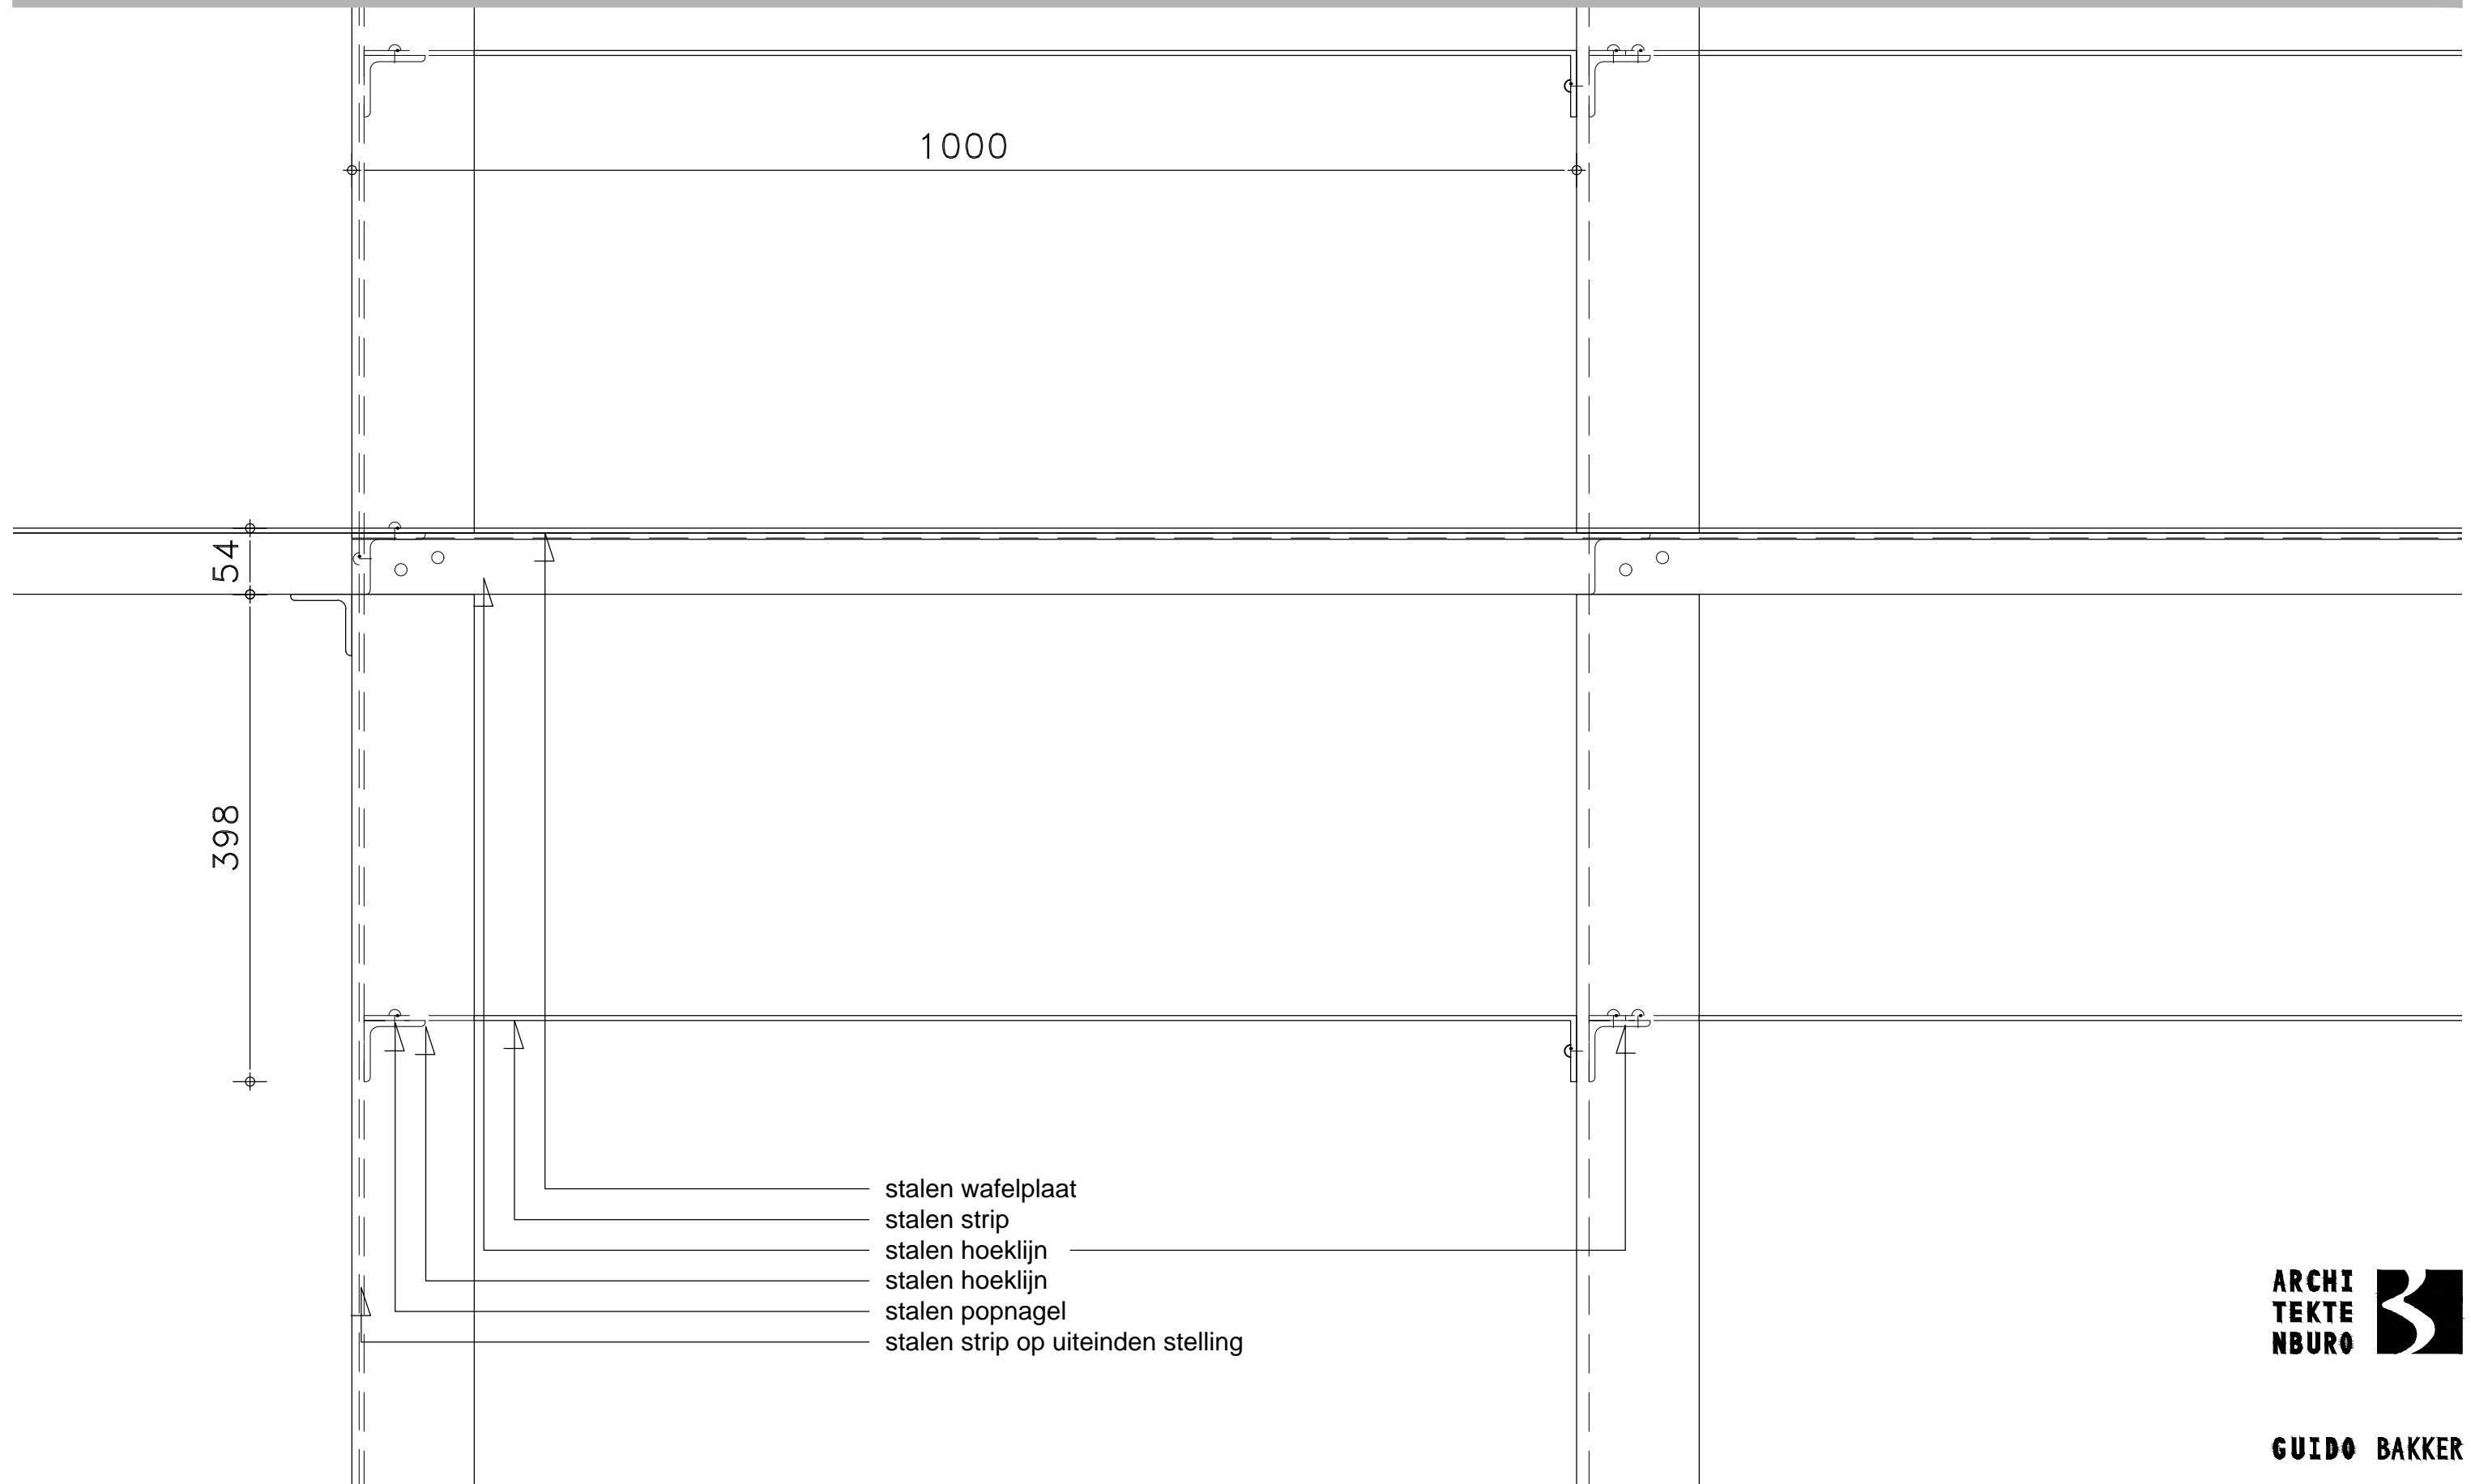 1000
54
398
stalen wafelplaat
stalen strip
stalen hoeklijn
stalen hoeklijn
stalen popnagel
stalen strip op uiteinden stelling
ARCHI
TEKTE
NBURO
GUIDO BAKKER